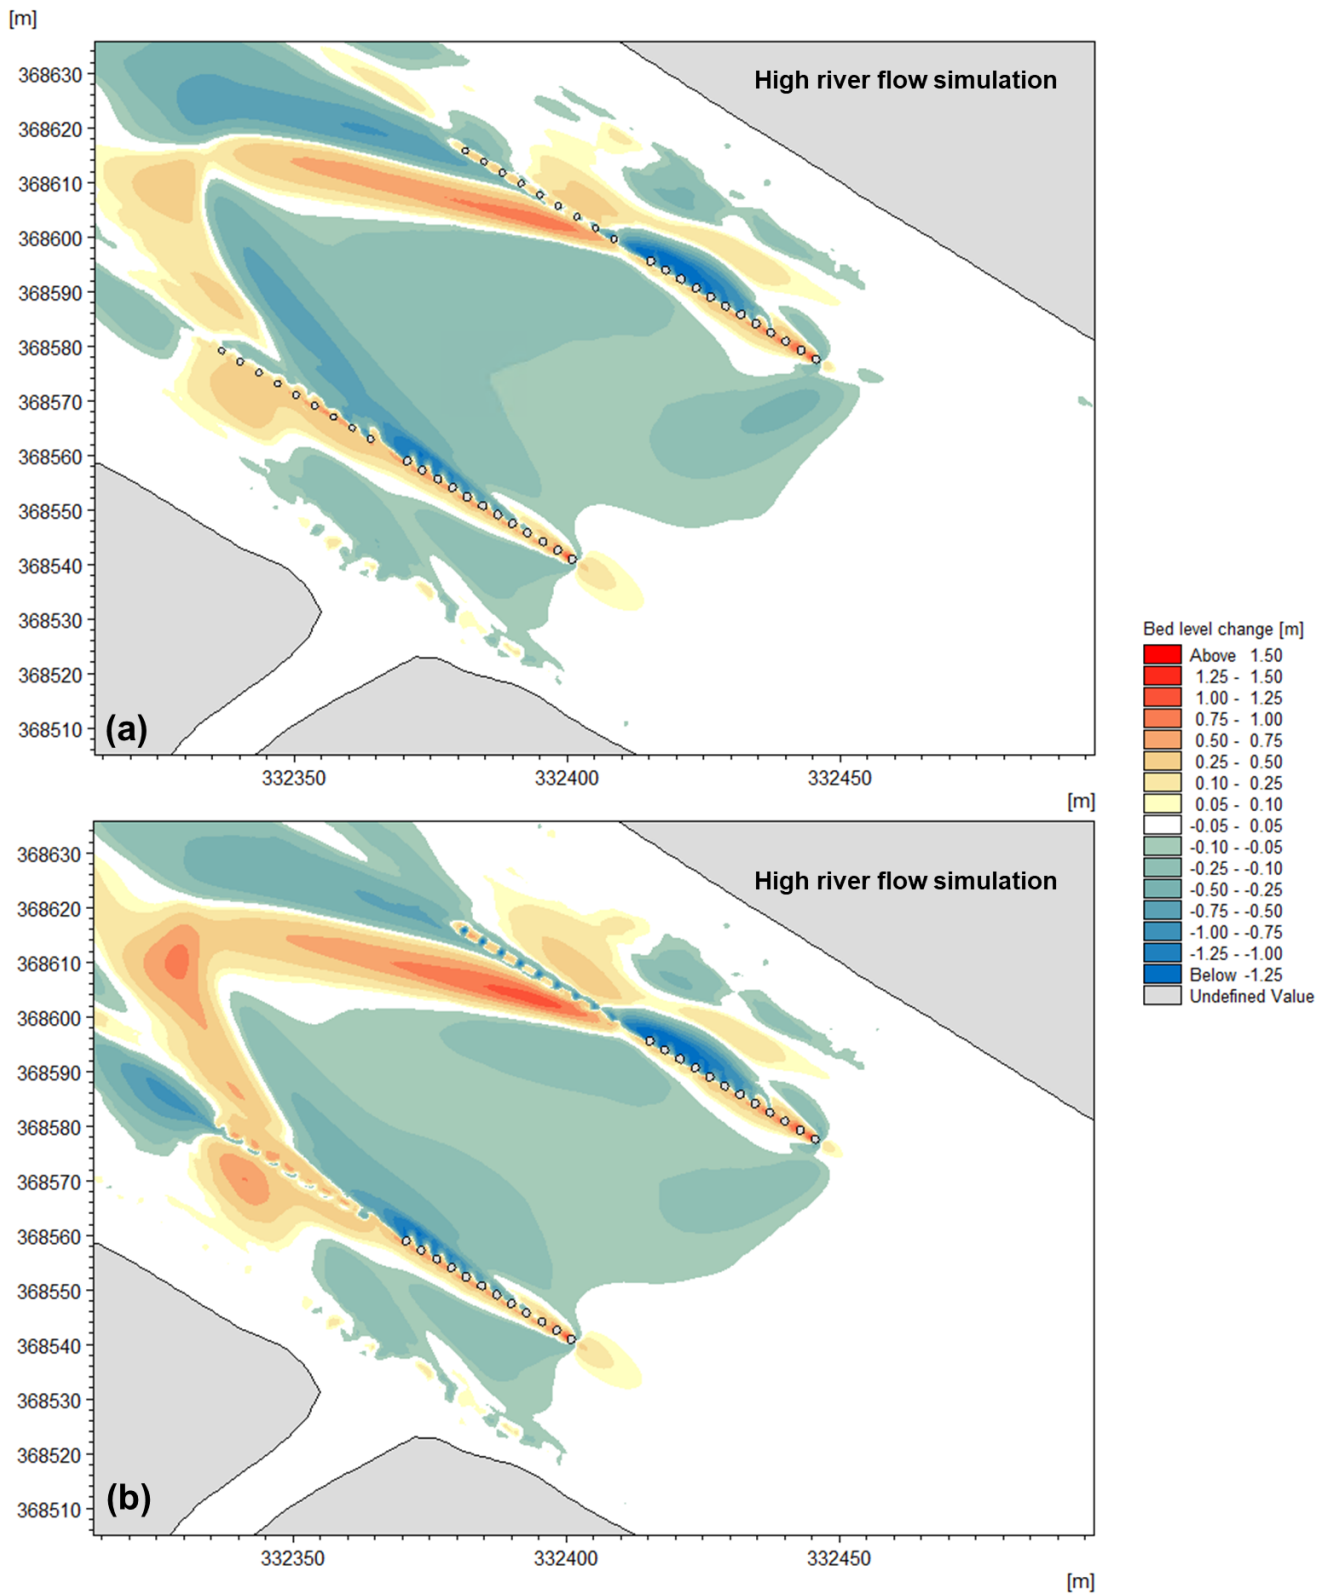 [m]
High river flow simulation
368630
368620
368610
368600
368590
368580
368570
368560
368550
368540
368530
368520
368510
(a)
332350
332400
332450
[m]
Bed level change [m]
Above 1.50
1.25 - 1.50
1.00 - 1.25
0.75 - 1.00
0.50 - 0.75
0.25 - 0.50
0.10 - 0.25
0.05 - 0.10
-0.05 - 0.05
-0.10 - -0.05
-0.25 - -0.10
-0.50 - -0.25
-0.75 - -0.50
-1.00 - -0.75
-1.25 - -1.00
Below -1.25
Undefined Value
High river flow simulation
368630
368620
368610
368600
368590
368580
368570
368560
368550
368540
368530
368520
368510
(b)
332350
332400
332450
[m]